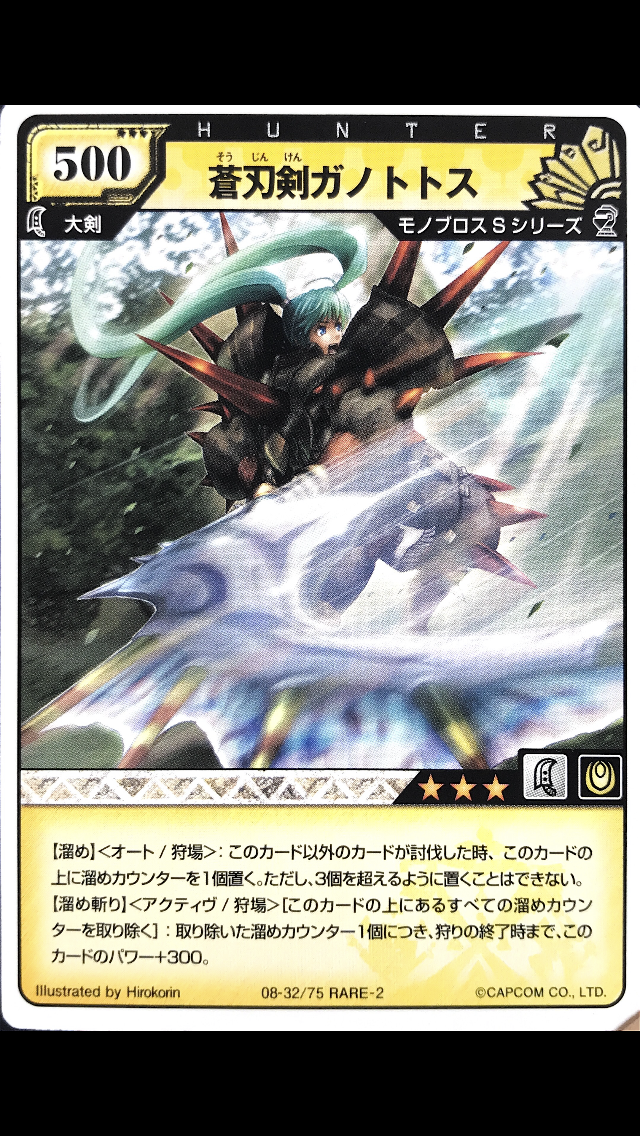 HUNTER
500
そう じん けん
蒼刃剣ガノトトス
大剣
モノブロスSシリーズ
【溜め】<オート / 狩場>：このカード以外のカードが討伐した時、このカードの
上に溜めカウンターを1個置く。ただし、3個を超えるように置くことはできない。
【溜め斬り】<アクティヴ / 狩場>[このカードの上にあるすべての溜めカウン
ターを取り除く]：取り除いた溜めカウンター1個につき、狩りの終了時まで、この
カードのパワー+300。
Illustrated by Hirokorin
08-32/75 RARE-2
©CAPCOM CO., LTD.